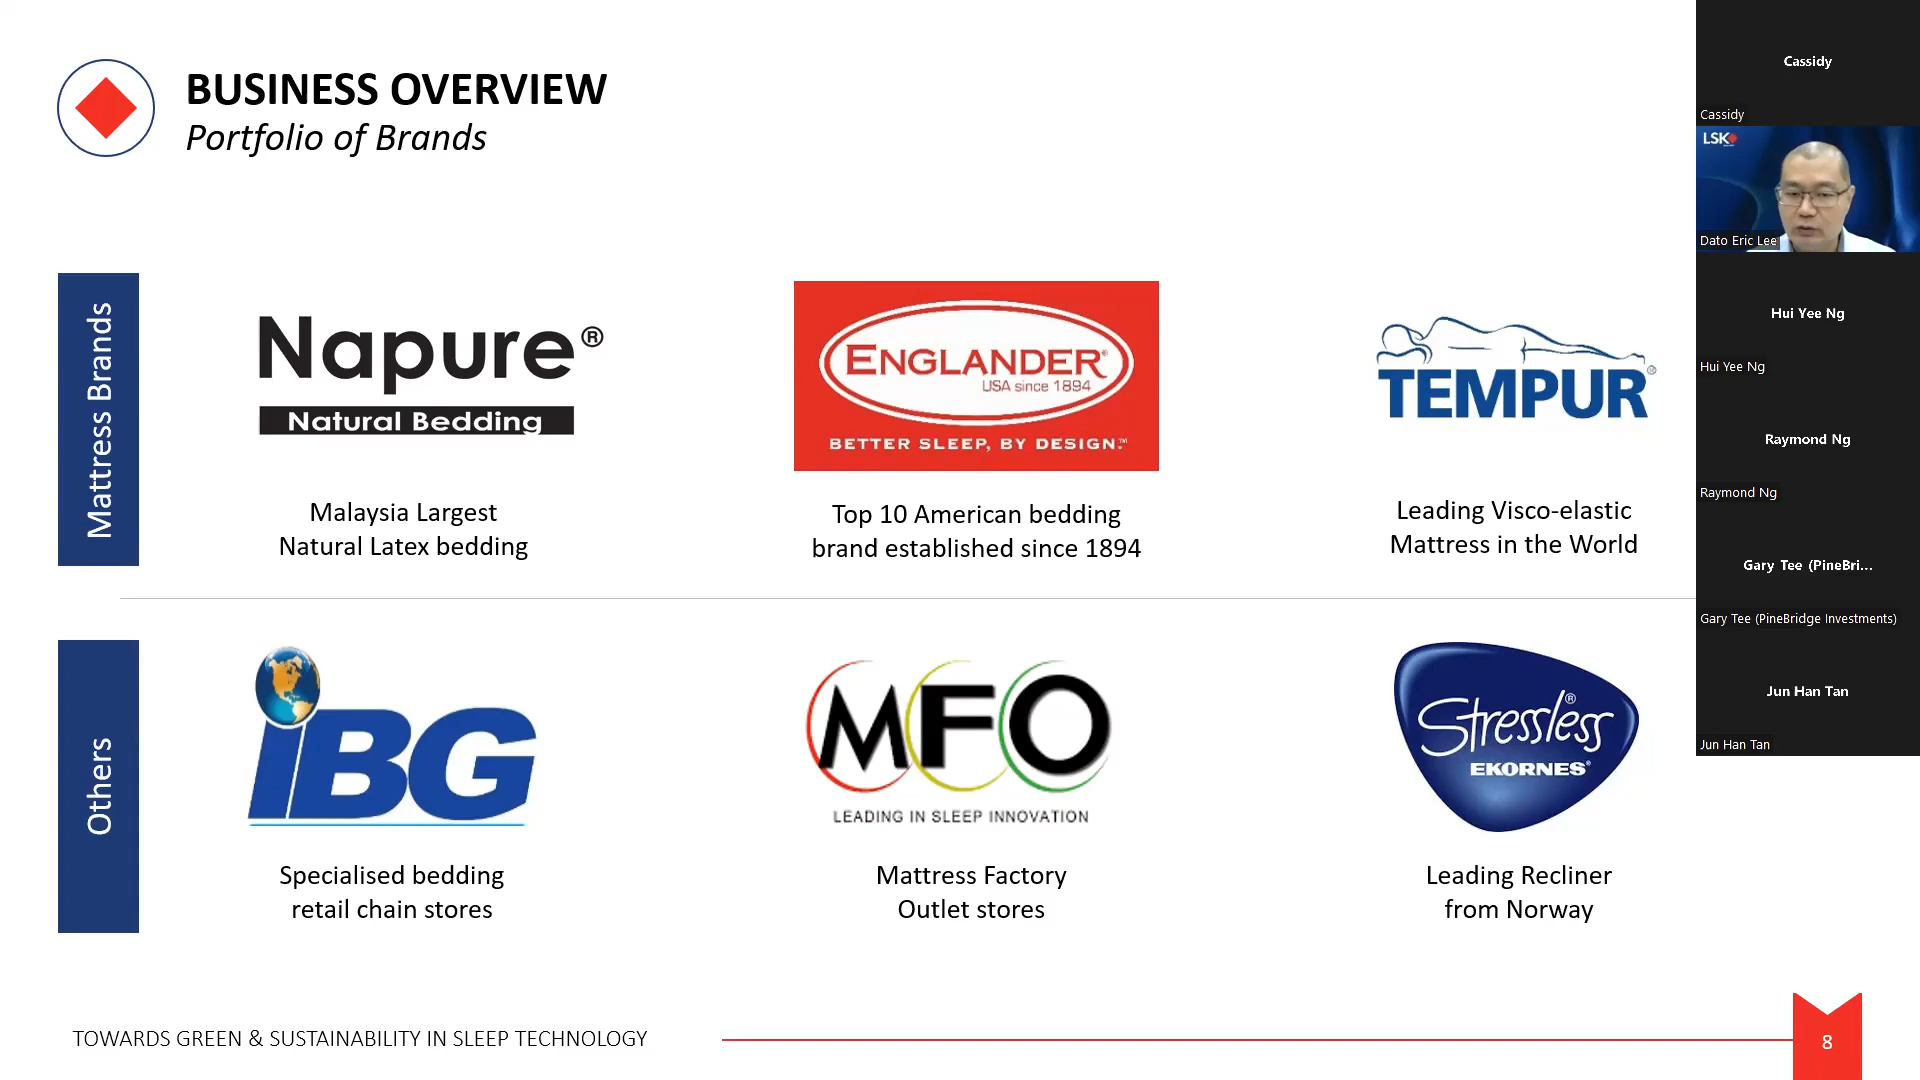 BUSINESS OVERVIEW
Portfolio of Brands
Mattress Brands
Napure®
Natural Bedding
Malaysia Largest
Natural Latex bedding
ENGLANDER®
USA since 1894
BETTER SLEEP, BY DESIGN.™
Top 10 American bedding
brand established since 1894
TEMPUR®
Leading Visco-elastic
Mattress in the World
Others
iBG
Specialised bedding
retail chain stores
MFO
LEADING IN SLEEP INNOVATION
Mattress Factory
Outlet stores
Stressless®
EKORNES®
Leading Recliner
from Norway
TOWARDS GREEN & SUSTAINABILITY IN SLEEP TECHNOLOGY
8
Cassidy
Cassidy
LSK
Dato Eric Lee
Hui Yee Ng
Hui Yee Ng
Raymond Ng
Raymond Ng
Gary Tee (PineBri...
Gary Tee (PineBridge Investments)
Jun Han Tan
Jun Han Tan